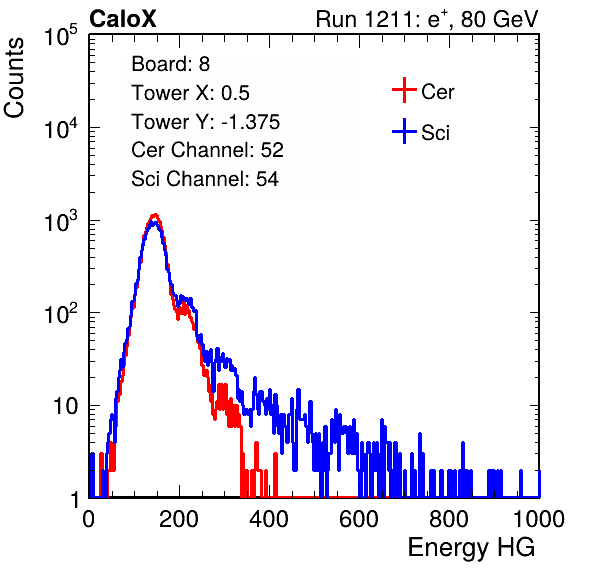 CaloX Run 1211: e⁺, 80 GeV
Counts
10⁵
10⁴
10³
10²
10
1
Board: 8
Tower X: 0.5
Tower Y: -1.375
Cer Channel: 52
Sci Channel: 54
Cer
Sci
0 200 400 600 800 1000
Energy HG